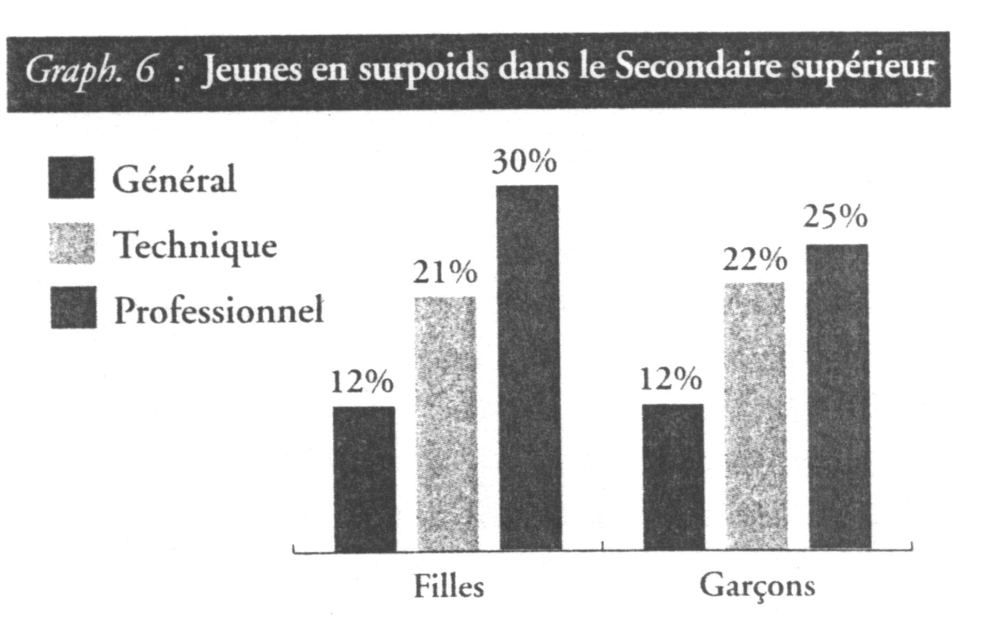 Graph. 6 : Jeunes en surpoids dans le Secondaire supérieur
Général
Technique
Professionnel
12%
21%
30%
12%
22%
25%
Filles
Garçons